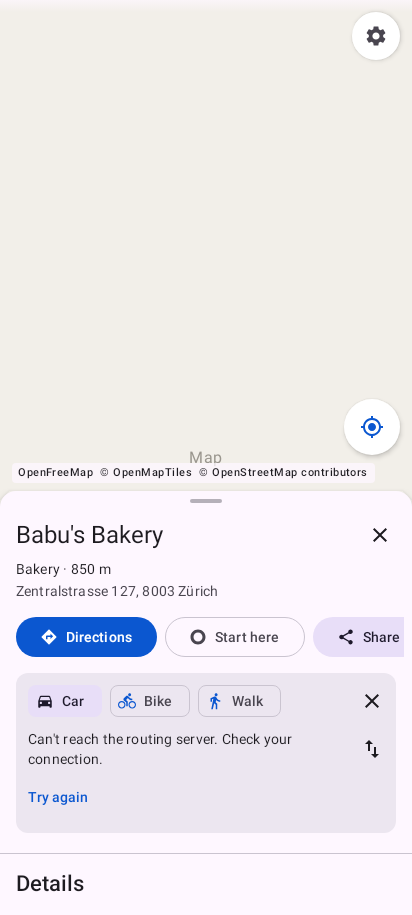 Map
OpenFreeMap © OpenMapTiles © OpenStreetMap contributors
Babu's Bakery
Bakery · 850 m
Zentralstrasse 127, 8003 Zürich
Directions
Start here
Share
Car
Bike
Walk
Can't reach the routing server. Check your
connection.
Try again
Details